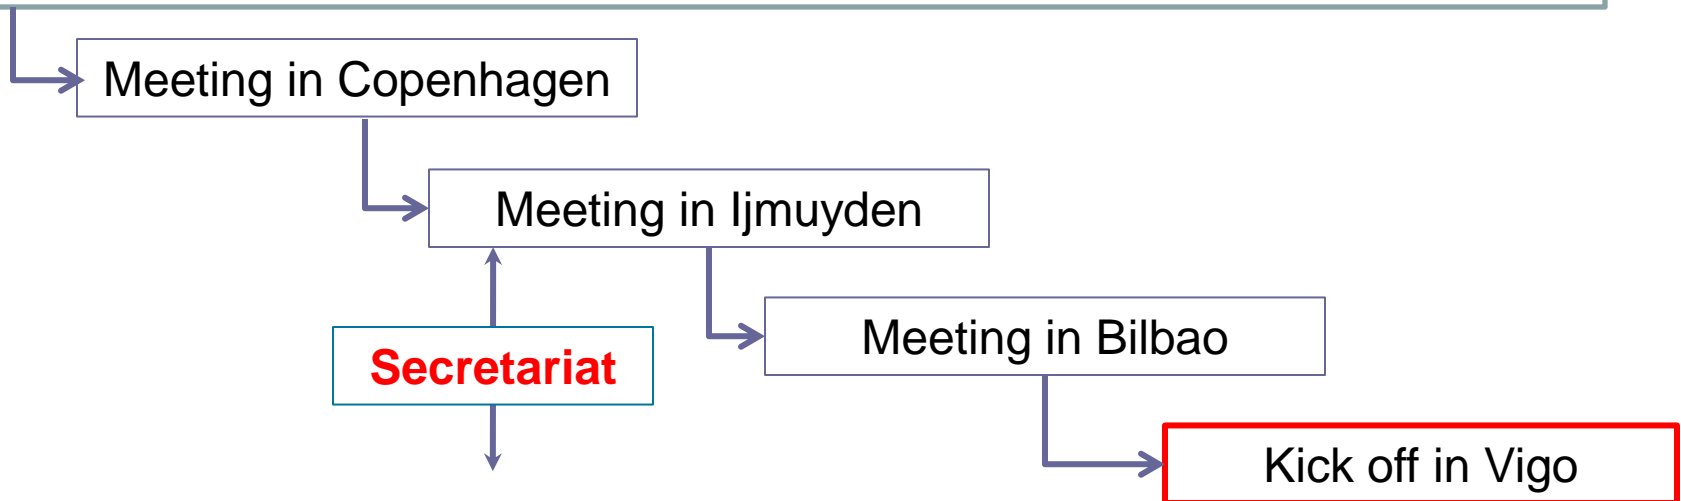 Meeting in Copenhagen
Meeting in Ijmuyden
Meeting in Bilbao
Secretariat
Kick off in Vigo